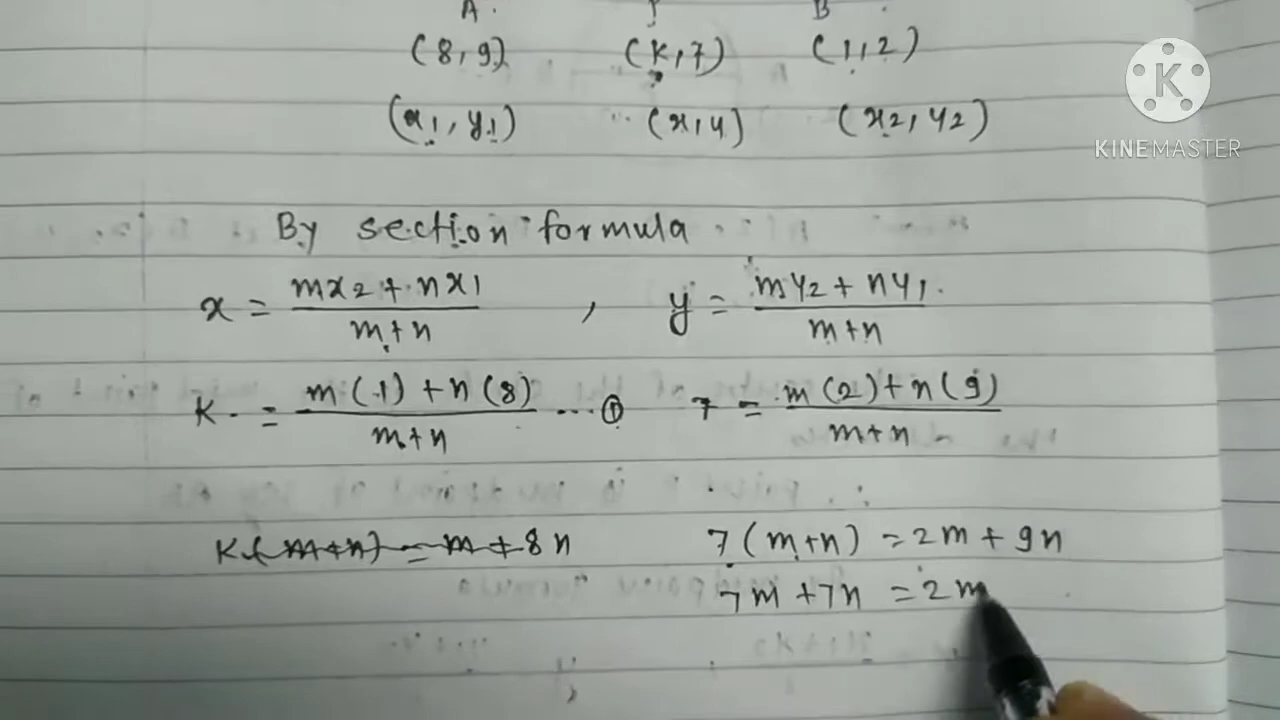 A P B
(8,9) (k,7) (1,2)
(x1, y1) (x,y) (x2, y2)
K
KINEMASTER
By section formula
x = mx2 + nx1 / m+n , y = my2 + ny1 / m+n
K = m(1) + n(8) / m+n ... ① 7 = m(2) + n(9) / m+n
K(m+n) = m + 8n 7(m+n) = 2m + 9n
7m + 7n = 2m